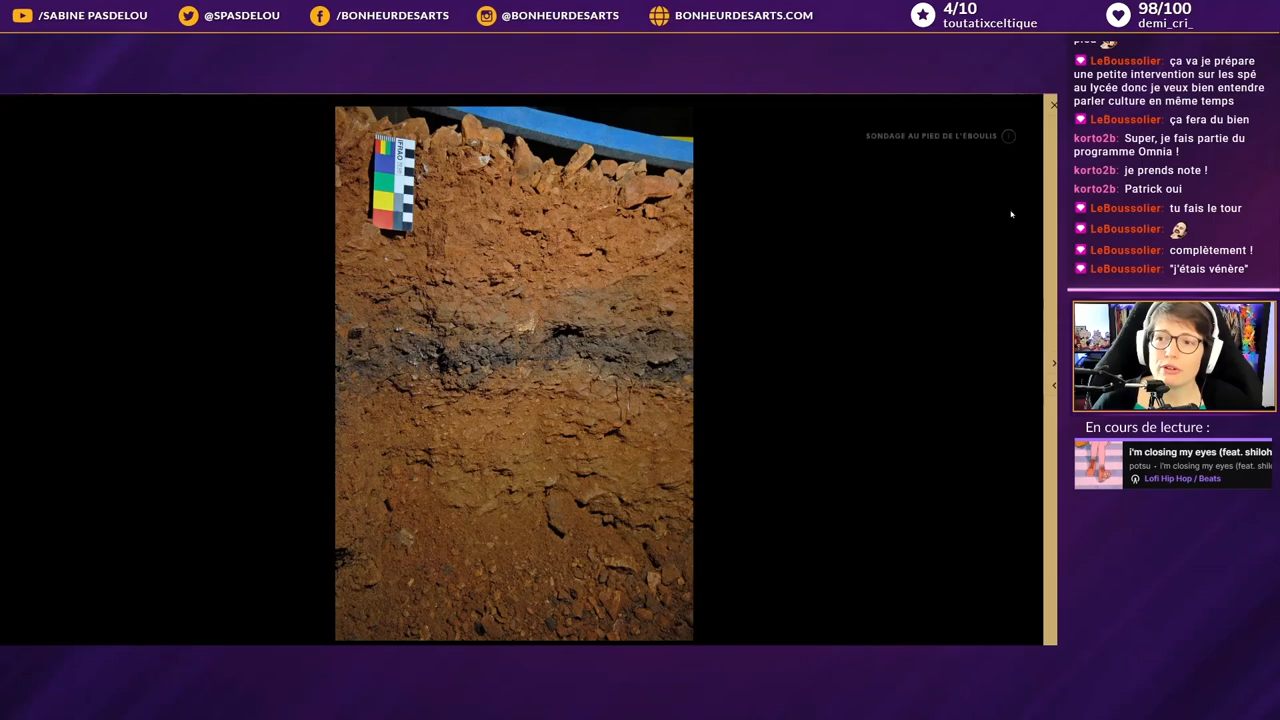 /SABINE PASDELOU
@SPASDELOU
/BONHEURDESARTS
@BONHEURDESARTS
BONHEURDESARTS.COM
4/10
toutatixceltique
98/100
demi_cri_
LeBoussolier: ça va je prépare
une petite intervention sur les spé
au lycée donc je veux bien entendre
parler culture en même temps
LeBoussolier: ça fera du bien
korto2b: Super, je fais partie du
programme Omnia !
korto2b: je prends note !
korto2b: Patrick oui
LeBoussolier: tu fais le tour
LeBoussolier:
LeBoussolier: complètement !
LeBoussolier: "j'étais vénère"
SONDAGE AU PIED DE L'ÉBOULIS
IFRAO
En cours de lecture :
i'm closing my eyes (feat. shiloh
potsu • i'm closing my eyes (feat. shil
Lofi Hip Hop / Beats